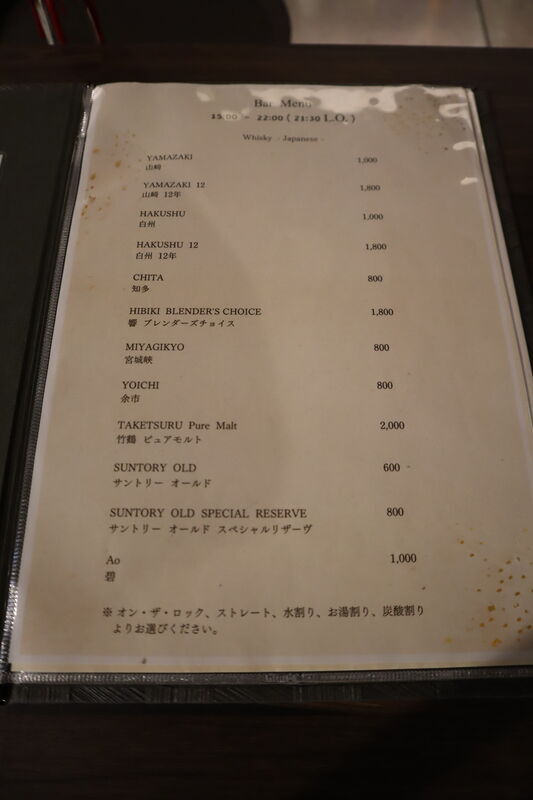 Bar Menu
15:00 - 22:00 ( 21:30 L.O. )
Whisky - Japanese -
YAMAZAKI 1,000
山崎
YAMAZAKI 12 1,800
山崎 12年
HAKUSHU 1,000
白州
HAKUSHU 12 1,800
白州 12年
CHITA 800
知多
HIBIKI BLENDER'S CHOICE 1,800
響 ブレンダーズチョイス
MIYAGIKYO 800
宮城峡
YOICHI 800
余市
TAKETSURU Pure Malt 2,000
竹鶴 ピュアモルト
SUNTORY OLD 600
サントリー オールド
SUNTORY OLD SPECIAL RESERVE 800
サントリー オールド スペシャルリザーヴ
Ao 1,000
碧
※ オン・ザ・ロック、ストレート、水割り、お湯割り、炭酸割り
よりお選びください。